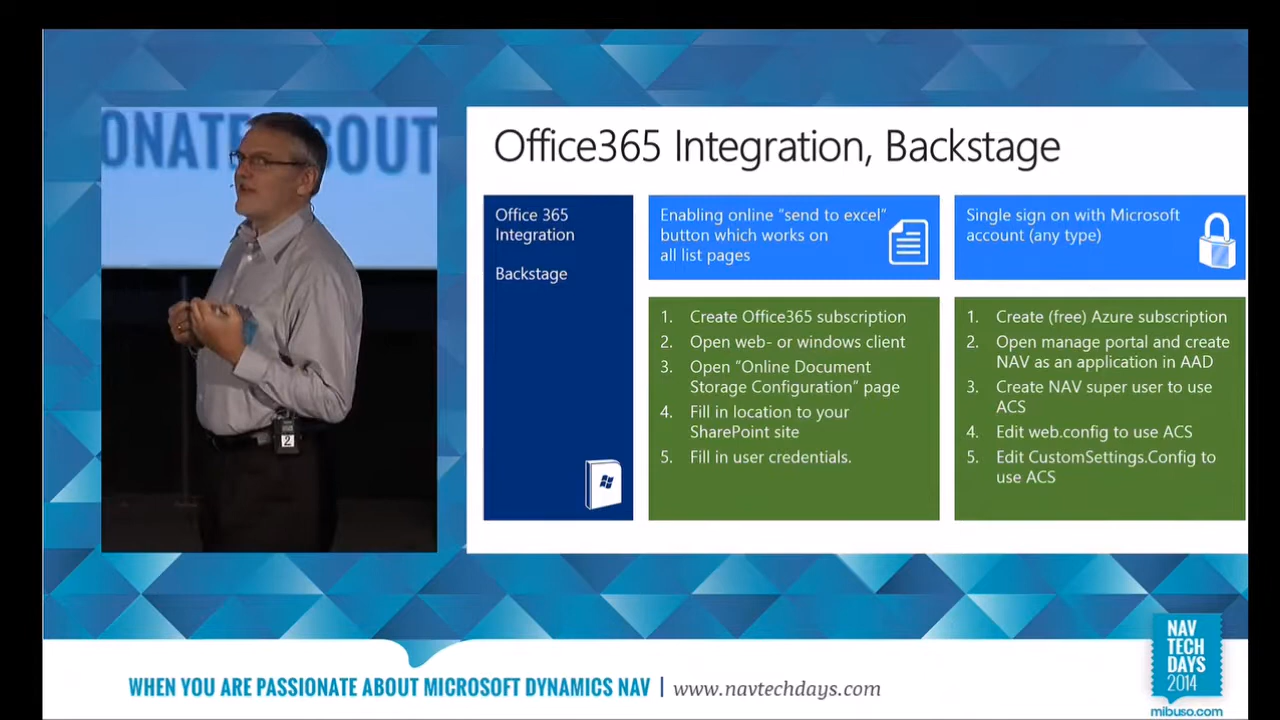 ONATE ABOUT
2
Office365 Integration, Backstage
Office 365
Integration
Backstage
Enabling online "send to excel"
button which works on
all list pages
Single sign on with Microsoft
account (any type)
1. Create Office365 subscription
2. Open web- or windows client
3. Open "Online Document
Storage Configuration" page
4. Fill in location to your
SharePoint site
5. Fill in user credentials.
1. Create (free) Azure subscription
2. Open manage portal and create
NAV as an application in AAD
3. Create NAV super user to use
ACS
4. Edit web.config to use ACS
5. Edit CustomSettings.Config to
use ACS
WHEN YOU ARE PASSIONATE ABOUT MICROSOFT DYNAMICS NAV | www.navtechdays.com
NAV
TECH
DAYS
2014
mibuso.com